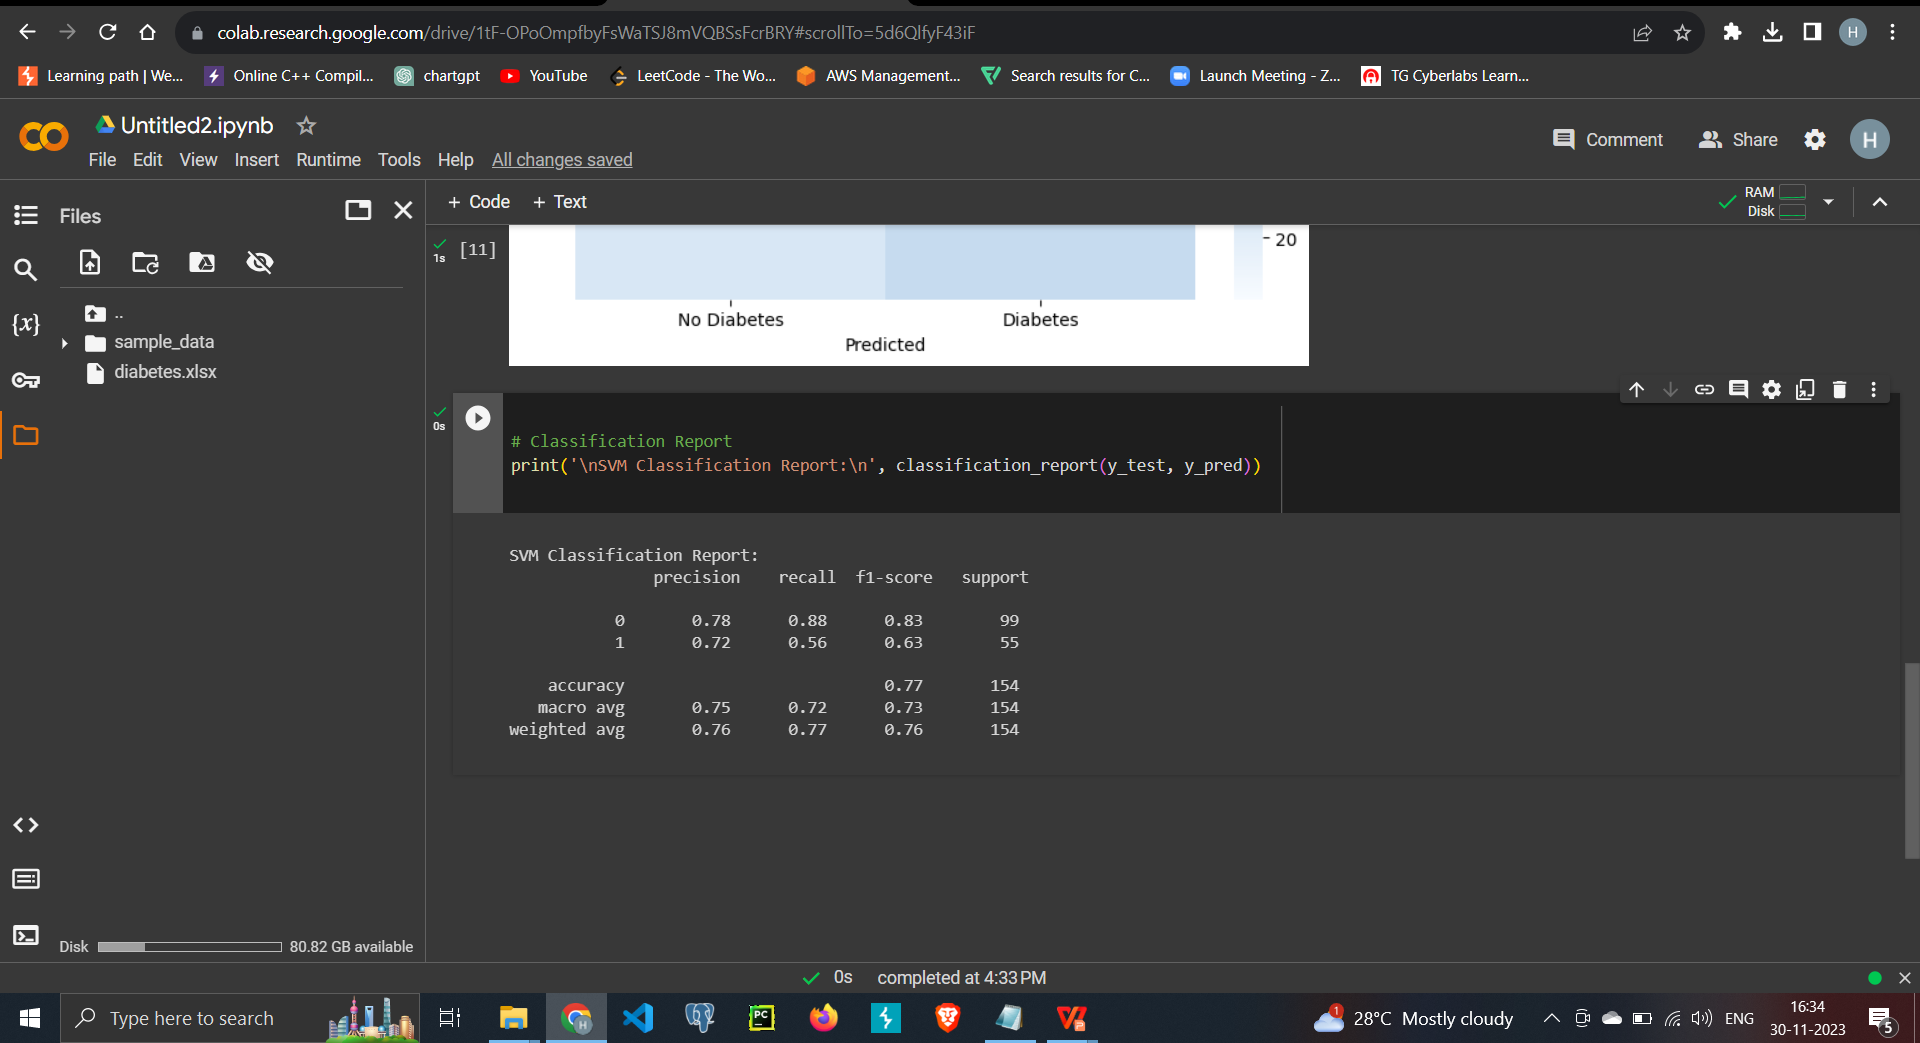 colab.research.google.com/drive/1tF-OPoOmpfbyFsWaTSJ8mVQBSsFcrBRY#scrollTo=5d6QlfyF43iF
H
Learning path | We...
Online C++ Compil...
chartgpt
YouTube
LeetCode - The Wo...
AWS Management...
Search results for C...
Launch Meeting - Z...
TG Cyberlabs Learn...
Untitled2.ipynb
Comment
Share
H
File Edit View Insert Runtime Tools Help All changes saved
Files
+ Code + Text
RAM
Disk
..
sample_data
diabetes.xlsx
{x}
1s
[11]
- 20
No Diabetes
Diabetes
Predicted
0s
# Classification Report
print('\nSVM Classification Report:\n', classification_report(y_test, y_pred))
SVM Classification Report:
precision recall f1-score support
0 0.78 0.88 0.83 99
1 0.72 0.56 0.63 55
accuracy 0.77 154
macro avg 0.75 0.72 0.73 154
weighted avg 0.76 0.77 0.76 154
Disk 80.82 GB available
0s completed at 4:33 PM
Type here to search
H
PC
1
28°C Mostly cloudy
ENG
16:34
30-11-2023
5